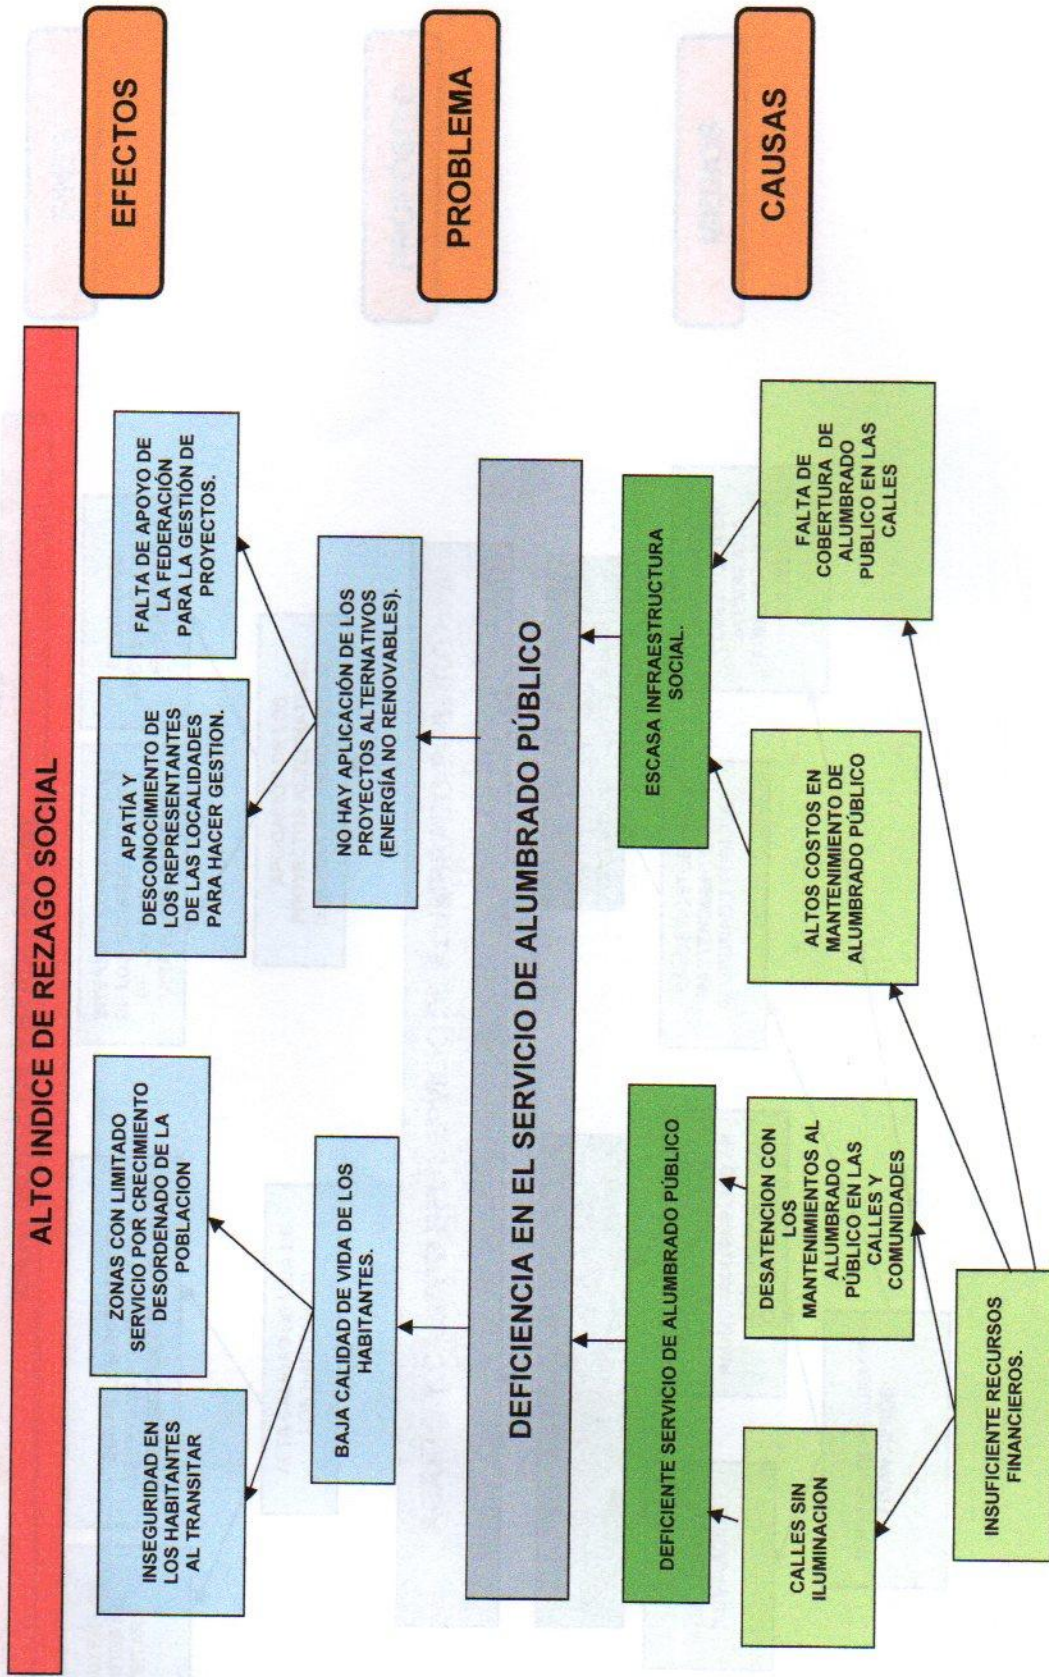 ALTO INDICE DE REZAGO SOCIAL
EFECTOS
INSEGURIDAD EN
LOS HABITANTES
AL TRANSITAR
ZONAS CON LIMITADO
SERVICIO POR CRECIMIENTO
DESORDENADO DE LA
POBLACION
APATÍA Y
DESCONOCIMIENTO DE
LOS REPRESENTANTES
DE LAS LOCALIDADES
PARA HACER GESTION.
FALTA DE APOYO DE
LA FEDERACIÓN
PARA LA GESTIÓN DE
PROYECTOS.
BAJA CALIDAD DE VIDA DE LOS
HABITANTES.
NO HAY APLICACIÓN DE LOS
PROYECTOS ALTERNATIVOS
(ENERGÍA NO RENOVABLES).
PROBLEMA
DEFICIENCIA EN EL SERVICIO DE ALUMBRADO PÚBLICO
DEFICIENTE SERVICIO DE ALUMBRADO PÚBLICO
ESCASA INFRAESTRUCTURA
SOCIAL.
CAUSAS
CALLES SIN
ILUMINACION
DESATENCION CON
LOS
MANTENIMIENTOS AL
ALUMBRADO
PÚBLICO EN LAS
CALLES Y
COMUNIDADES
ALTOS COSTOS EN
MANTENIMIENTO DE
ALUMBRADO PÚBLICO
FALTA DE
COBERTURA DE
ALUMBRADO
PUBLICO EN LAS
CALLES
INSUFICIENTE RECURSOS
FINANCIEROS.